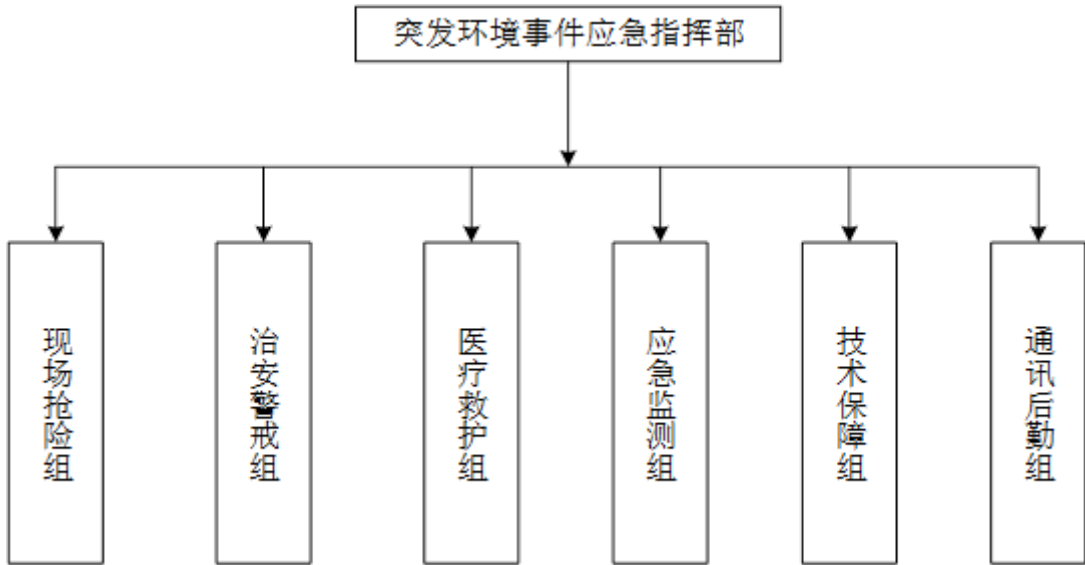 突发环境事件应急指挥部
现场抢险组
治安警戒组
医疗救护组
应急监测组
技术保障组
通讯后勤组